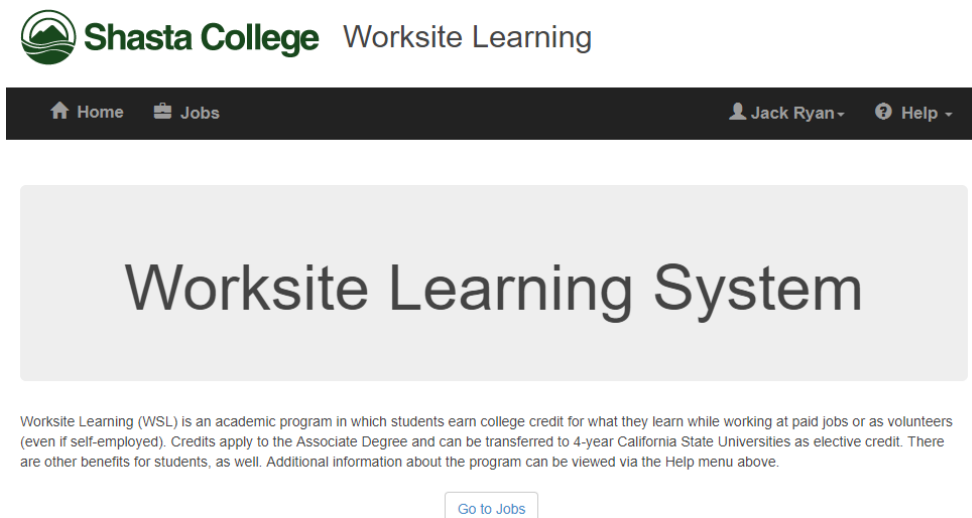 Shasta College Worksite Learning
Home Jobs Jack Ryan Help
Worksite Learning System
Worksite Learning (WSL) is an academic program in which students earn college credit for what they learn while working at paid jobs or as volunteers
(even if self-employed). Credits apply to the Associate Degree and can be transferred to 4-year California State Universities as elective credit. There
are other benefits for students, as well. Additional information about the program can be viewed via the Help menu above.
Go to Jobs